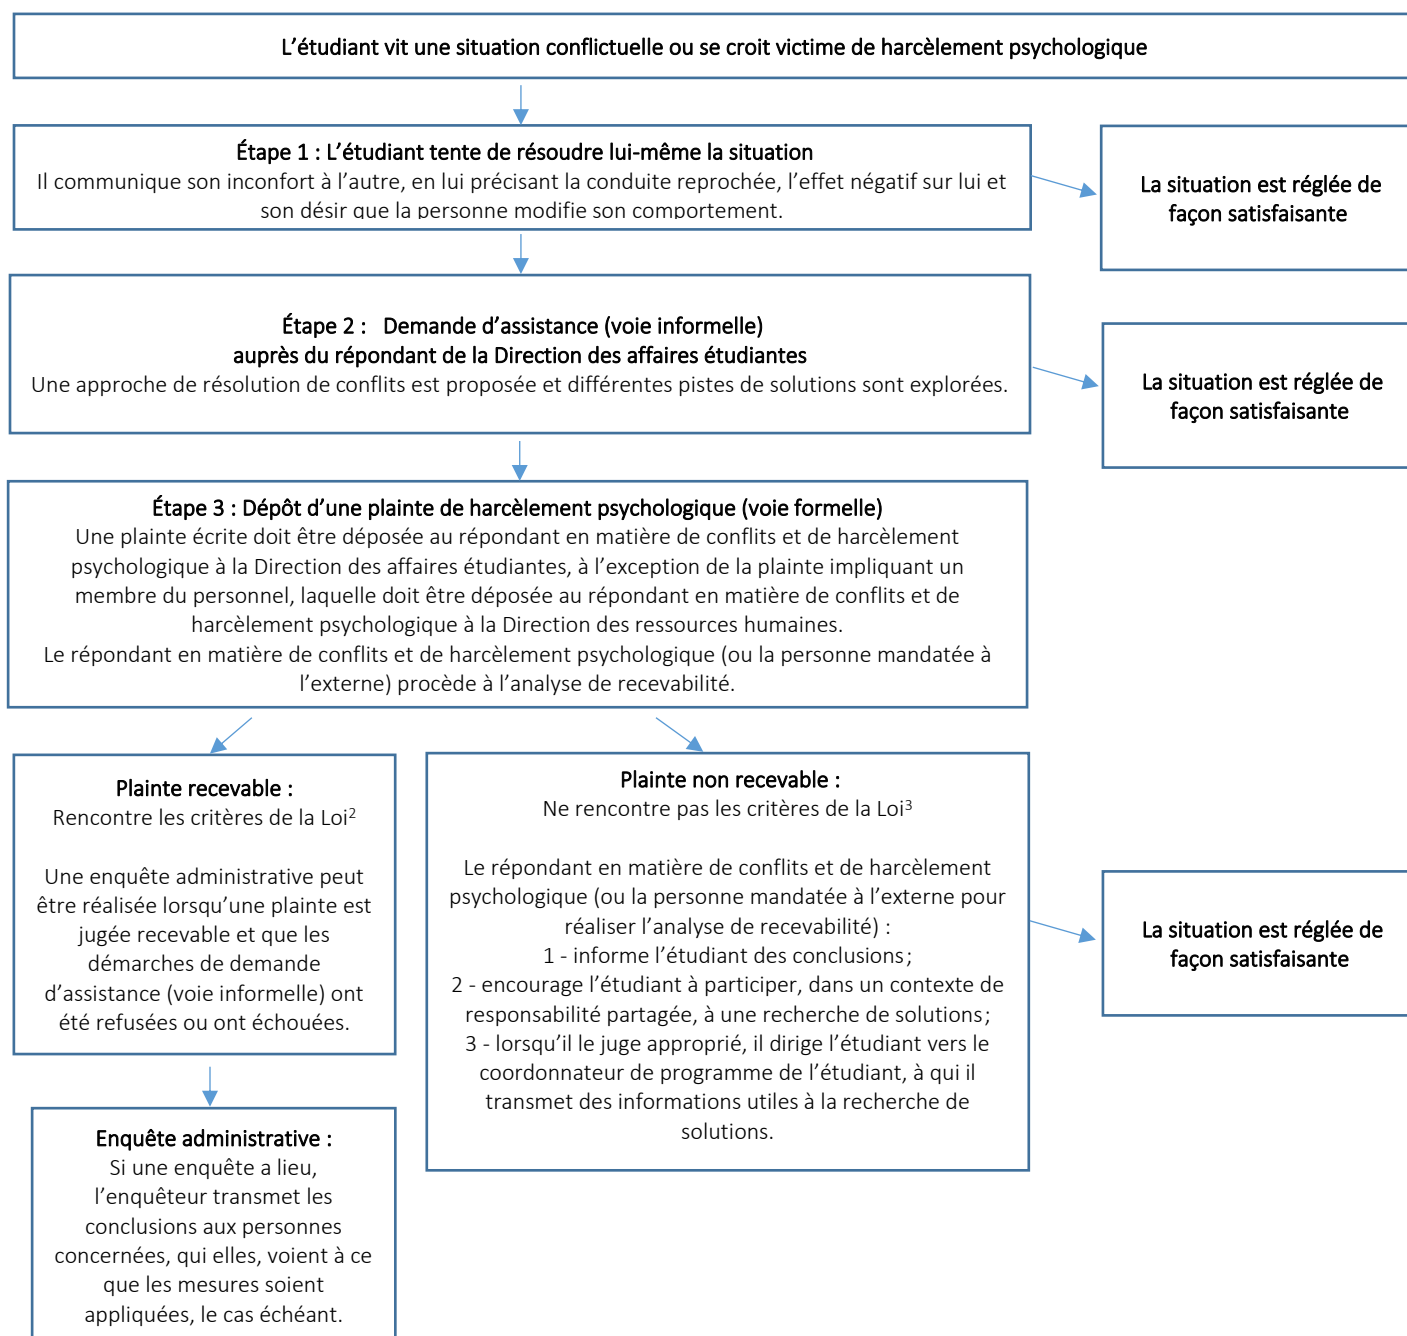 L’étudiant vit une situation conflictuelle ou se croit victime de harcèlement psychologique
Étape 1 : L’étudiant tente de résoudre lui-même la situation
Il communique son inconfort à l’autre, en lui précisant la conduite reprochée, l’effet négatif sur lui et
son désir que la personne modifie son comportement.
La situation est réglée de
façon satisfaisante
Étape 2 : Demande d’assistance (voie informelle)
auprès du répondant de la Direction des affaires étudiantes
Une approche de résolution de conflits est proposée et différentes pistes de solutions sont explorées.
La situation est réglée de
façon satisfaisante
Étape 3 : Dépôt d’une plainte de harcèlement psychologique (voie formelle)
Une plainte écrite doit être déposée au répondant en matière de conflits et de harcèlement
psychologique à la Direction des affaires étudiantes, à l’exception de la plainte impliquant un
membre du personnel, laquelle doit être déposée au répondant en matière de conflits et de
harcèlement psychologique à la Direction des ressources humaines.
Le répondant en matière de conflits et de harcèlement psychologique (ou la personne mandatée à
l’externe) procède à l’analyse de recevabilité.
Plainte recevable :
Rencontre les critères de la Loi²
Une enquête administrative peut
être réalisée lorsqu’une plainte est
jugée recevable et que les
démarches de demande
d’assistance (voie informelle) ont
été refusées ou ont échouées.
Plainte non recevable :
Ne rencontre pas les critères de la Loi³
Le répondant en matière de conflits et de harcèlement
psychologique (ou la personne mandatée à l’externe pour
réaliser l’analyse de recevabilité) :
1 - informe l’étudiant des conclusions;
2 - encourage l’étudiant à participer, dans un contexte de
responsabilité partagée, à une recherche de solutions;
3 - lorsqu’il le juge approprié, il dirige l’étudiant vers le
coordonnateur de programme de l’étudiant, à qui il
transmet des informations utiles à la recherche de
solutions.
La situation est réglée de
façon satisfaisante
Enquête administrative :
Si une enquête a lieu,
l’enquêteur transmet les
conclusions aux personnes
concernées, qui elles, voient à ce
que les mesures soient
appliquées, le cas échéant.